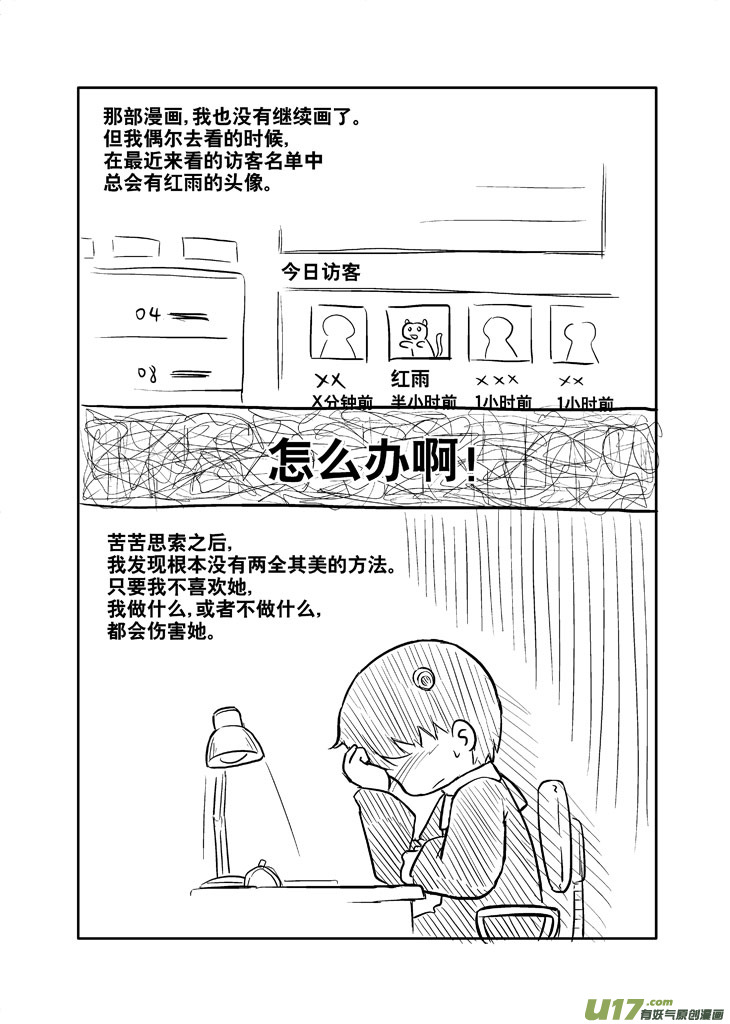 那部漫画,我也没有继续画了。
但我偶尔去看的时候,
在最近来看的访客名单中
总会有红雨的头像。
今日访客
04
08
××
红雨
×××
××
X分钟前
半小时前
1小时前
1小时前
怎么办啊!
苦苦思索之后,
我发现根本没有两全其美的方法。
只要我不喜欢她,
我做什么,或者不做什么,
都会伤害她。
U17.com
有妖气原创漫画